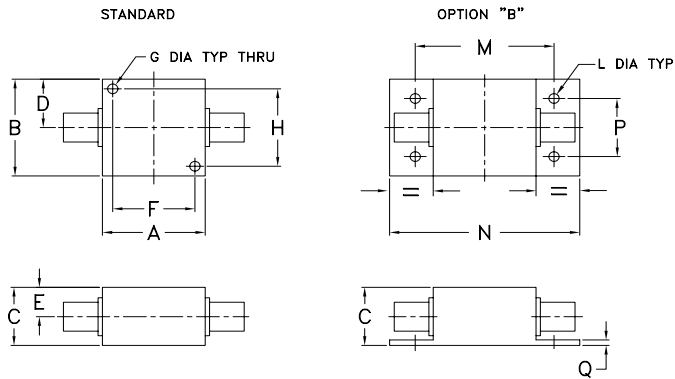 STANDARD
OPTION "B"
G DIA TYP THRU
M
L DIA TYP
D
B
H
P
F
A
=
=
N
E
C
C
Q